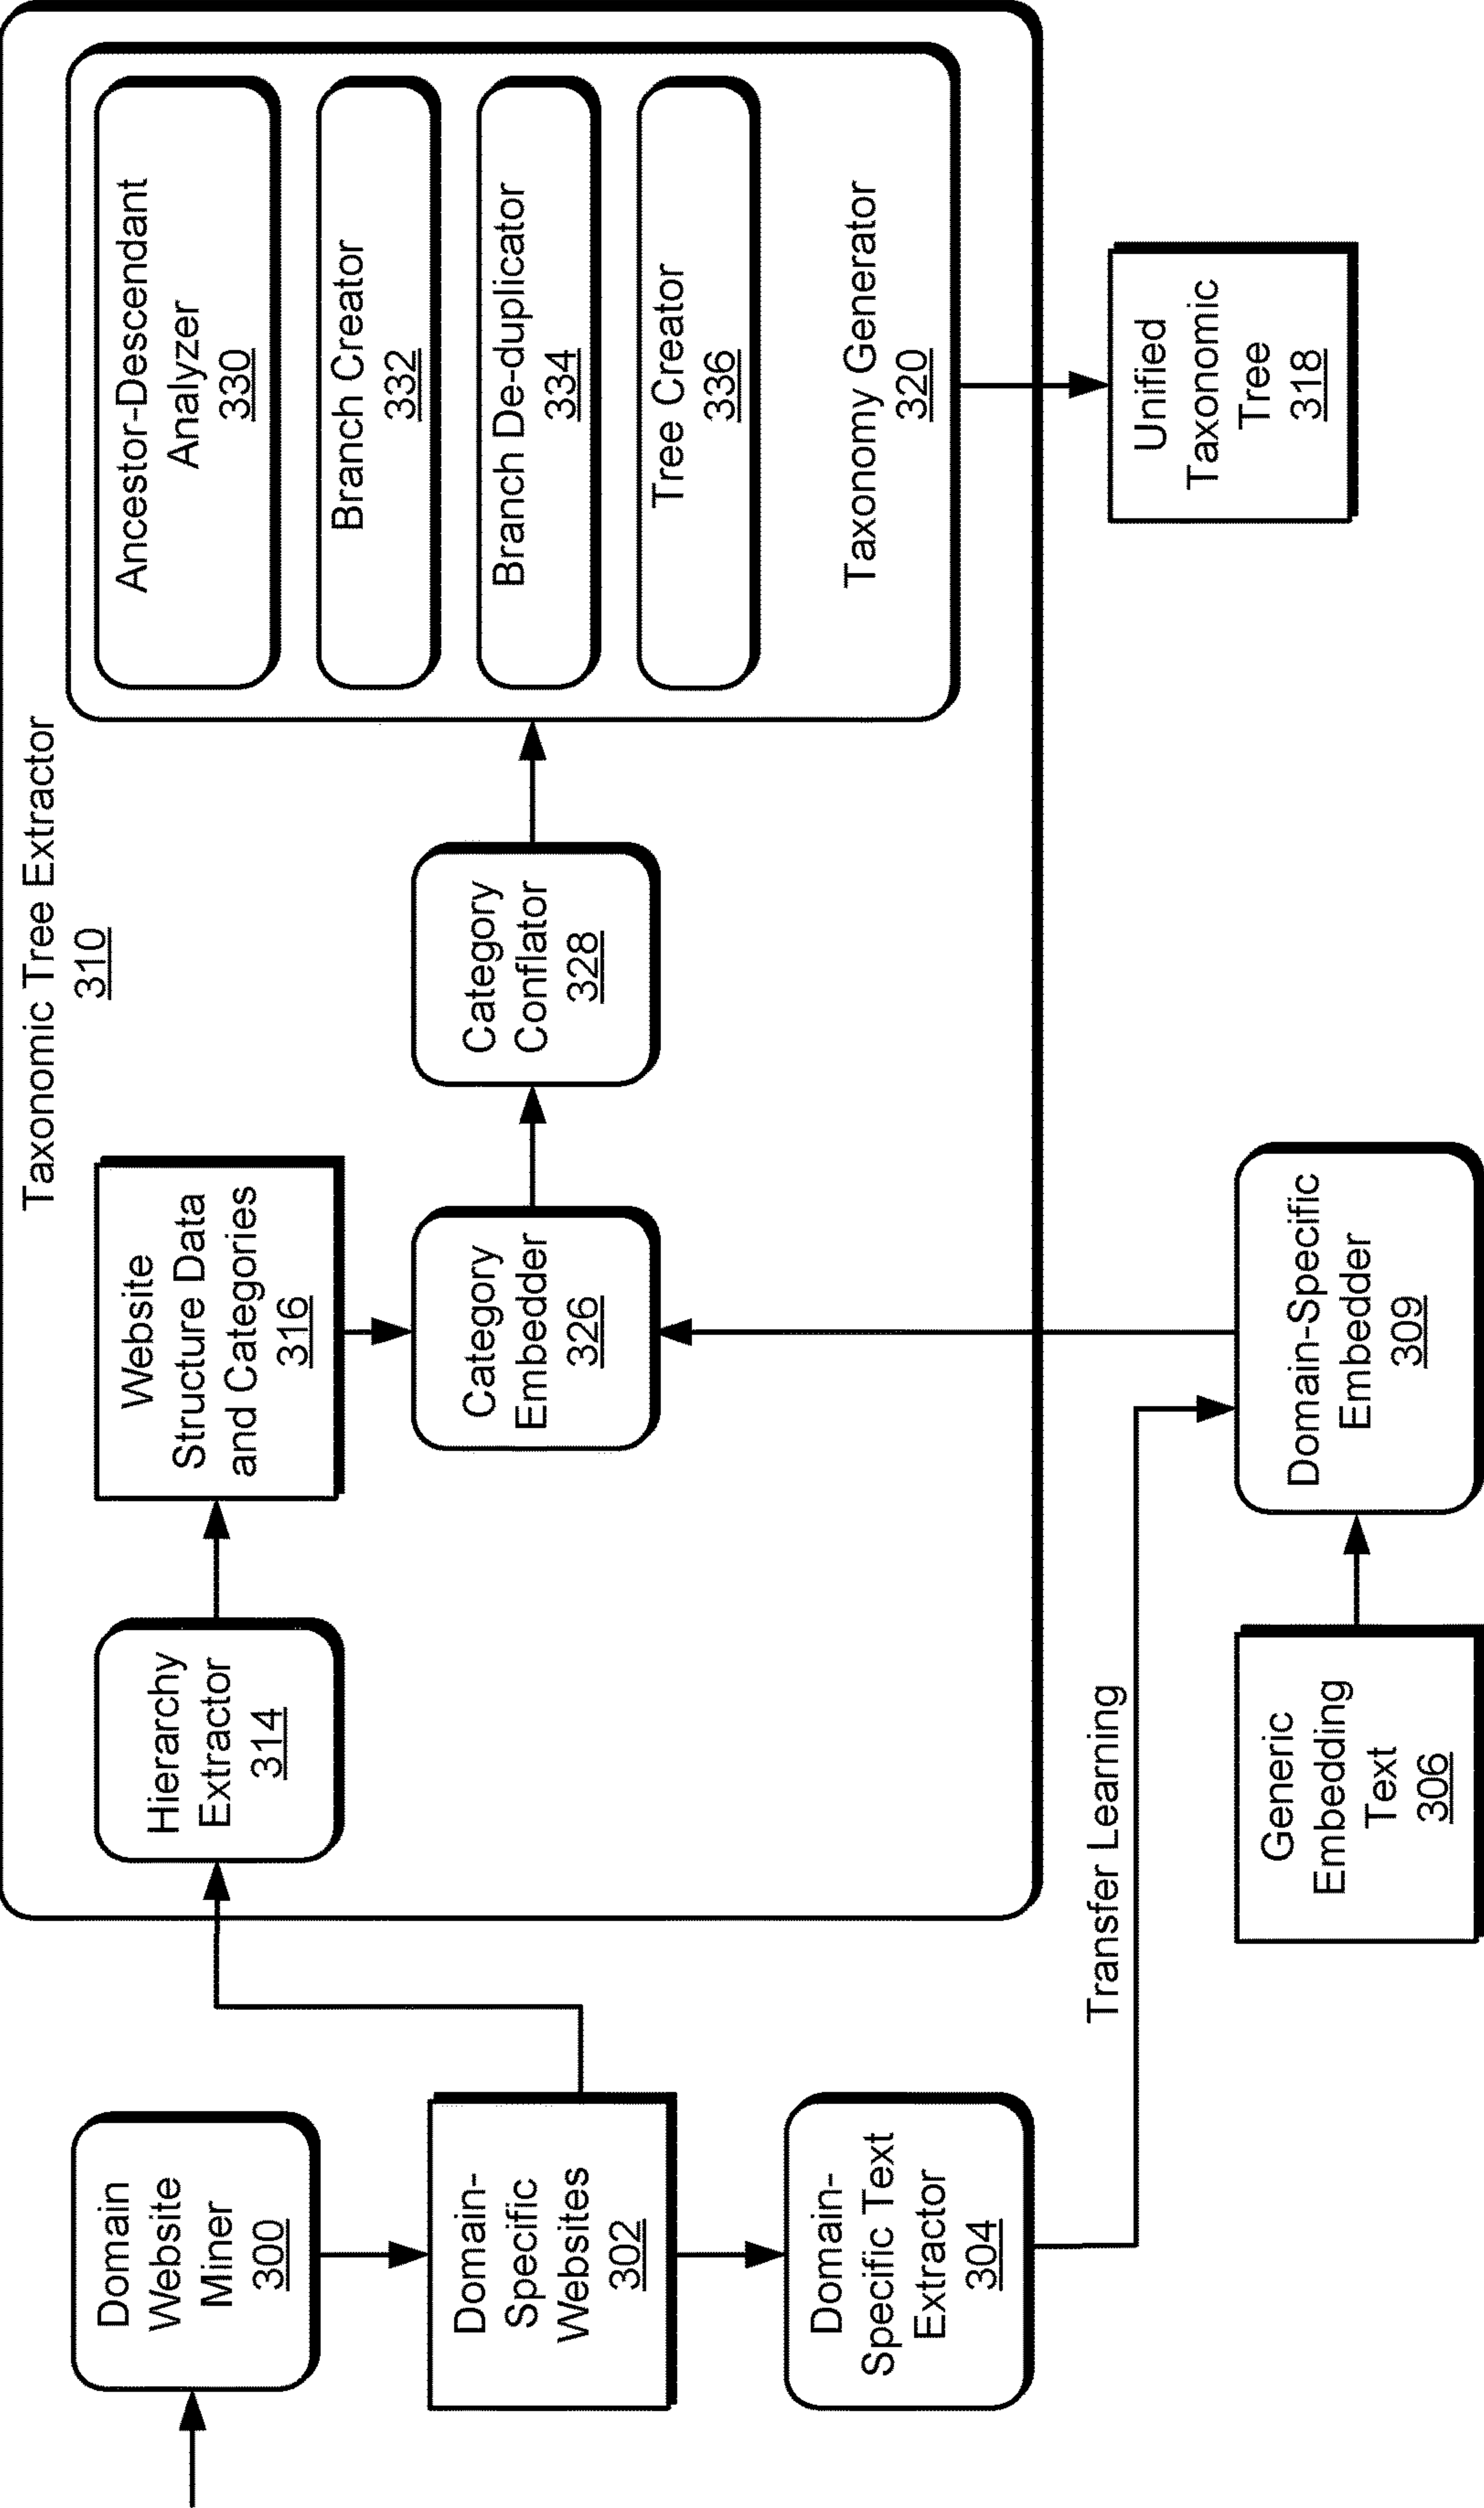 Domain
Website
Miner
300
Domain-
Specific
Websites
302
Domain-
Specific Text
Extractor
304
Taxonomic Tree Extractor
310
Hierarchy
Extractor
314
Website
Structure Data
and Categories
316
Category
Embedder
326
Category
Conflator
328
Ancestor-Descendant
Analyzer
330
Branch Creator
332
Branch De-duplicator
334
Tree Creator
336
Taxonomy Generator
320
Unified
Taxonomic
Tree
318
Transfer Learning
Generic
Embedding
Text
306
Domain-Specific
Embedder
309